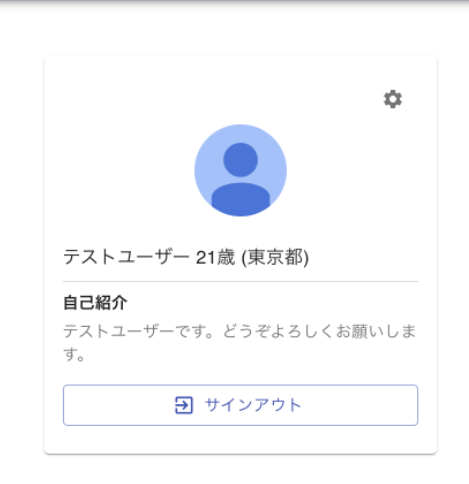 テストユーザー 21歳 (東京都)
自己紹介
テストユーザーです。どうぞよろしくお願いしま
す。
サインアウト